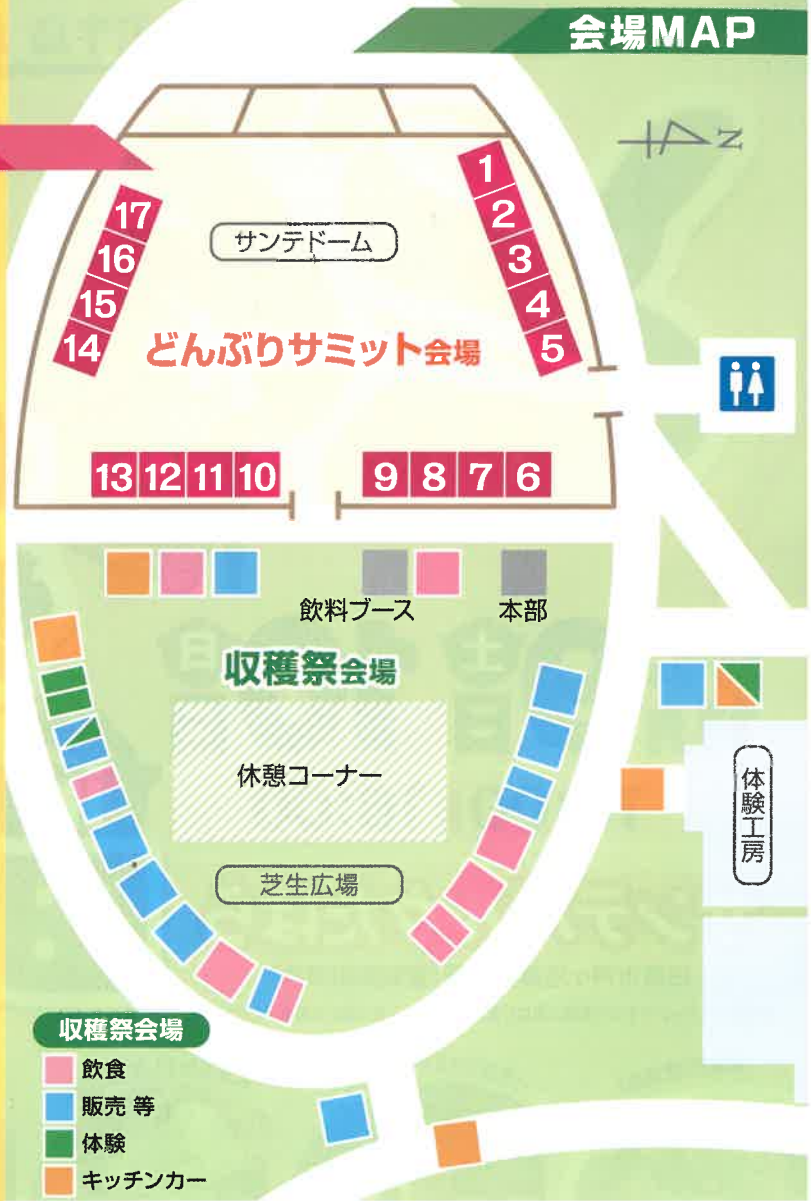 会場MAP
N
1
2
3
4
5
17
16
15
14
サンテドーム
どんぶりサミット会場
13 12 11 10
9 8 7 6
飲料ブース
本部
収穫祭会場
土
日
休憩コーナー
体験工房
芝生広場
収穫祭会場
飲食
販売 等
体験
キッチンカー